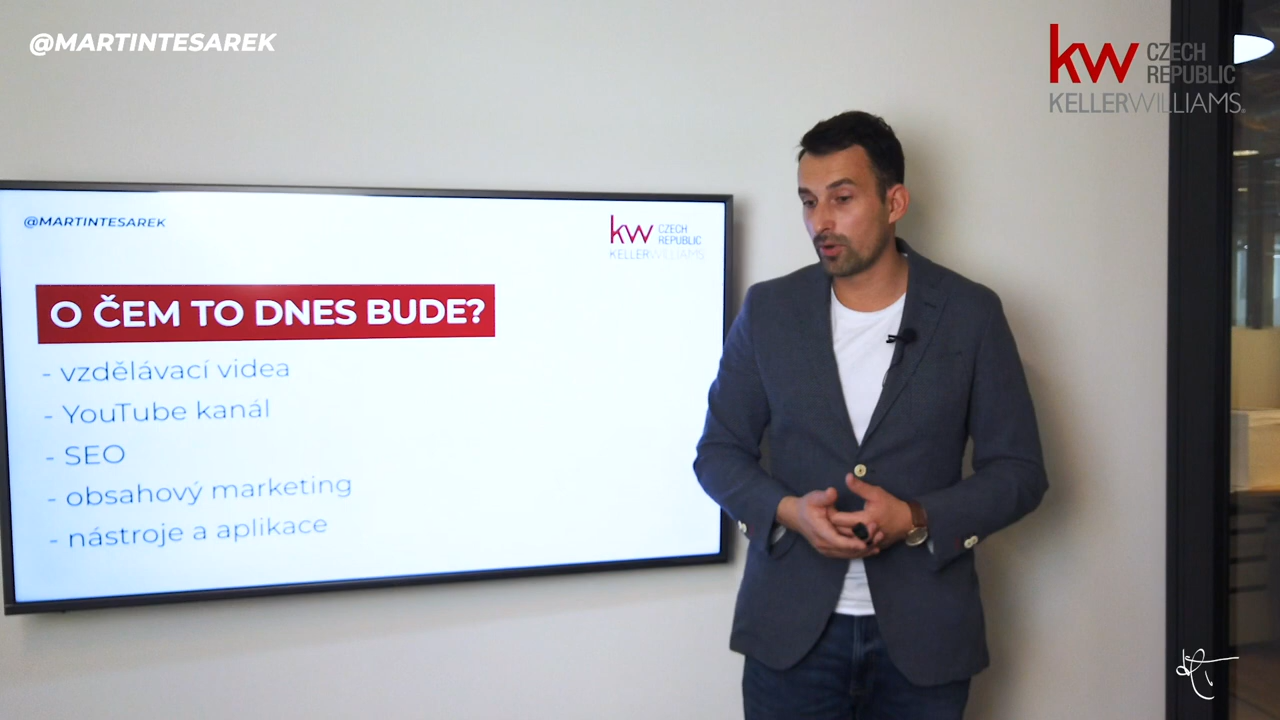 @MARTINTESAREK
kw CZECH REPUBLIC
KELLERWILLIAMS
@MARTINTESAREK
kw CZECH REPUBLIC
KELLERWILLIAMS
O ČEM TO DNES BUDE?
- vzdělávací videa
- YouTube kanál
- SEO
- obsahový marketing
- nástroje a aplikace